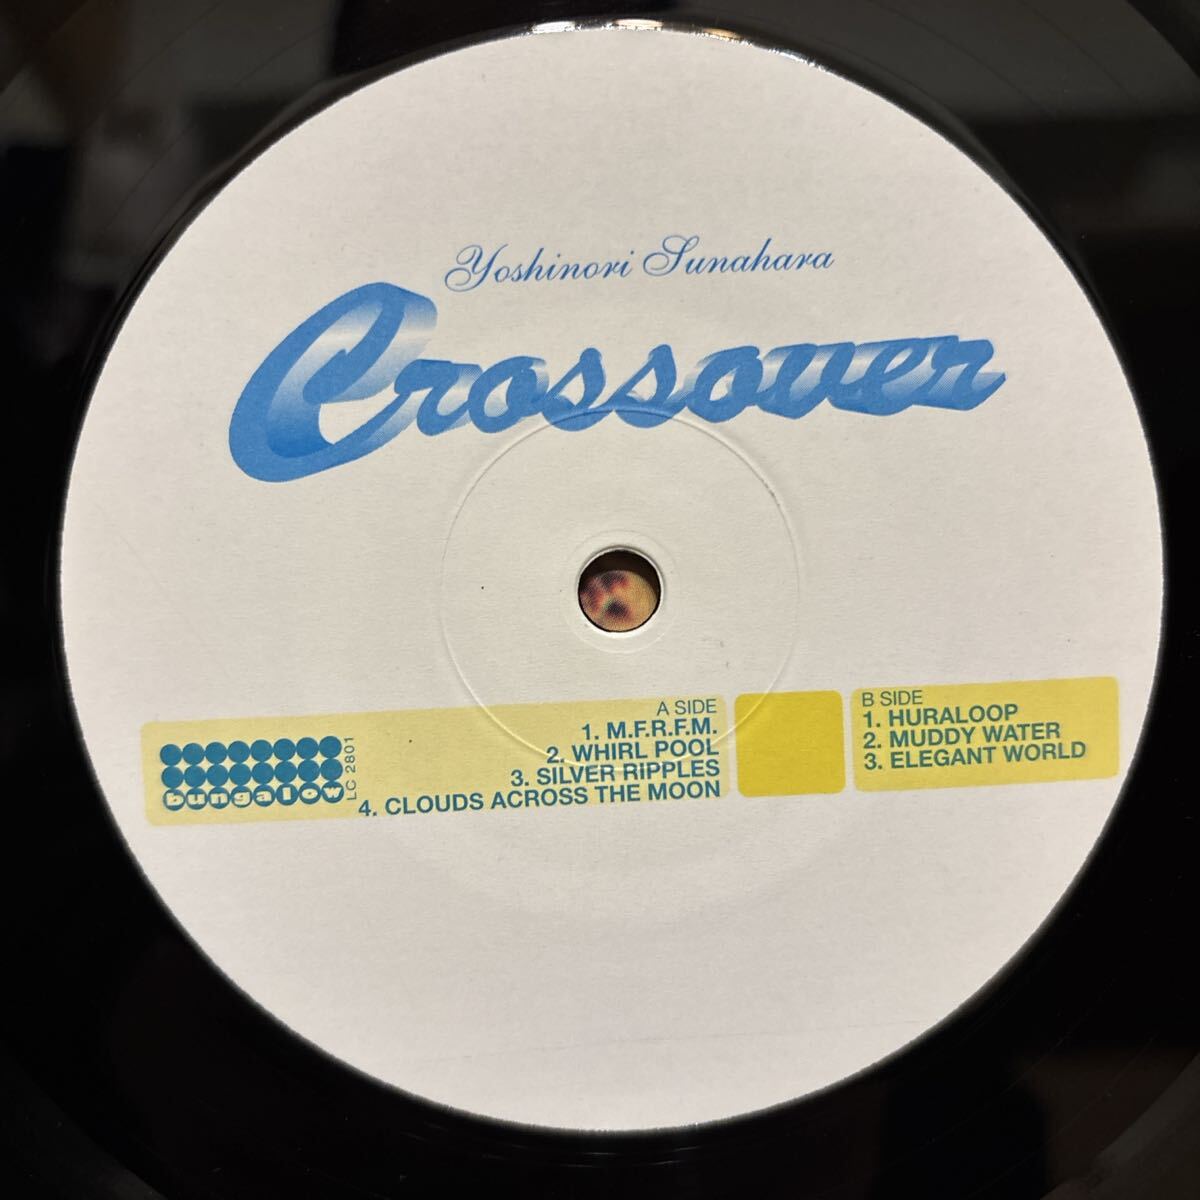 Yoshinori Sunahara
Crossover
A SIDE
1. M.F.R.F.M.
2. WHIRL POOL
3. SILVER RIPPLES
4. CLOUDS ACROSS THE MOON
B SIDE
1. HURALOOP
2. MUDDY WATER
3. ELEGANT WORLD
bungalow
LC 2801